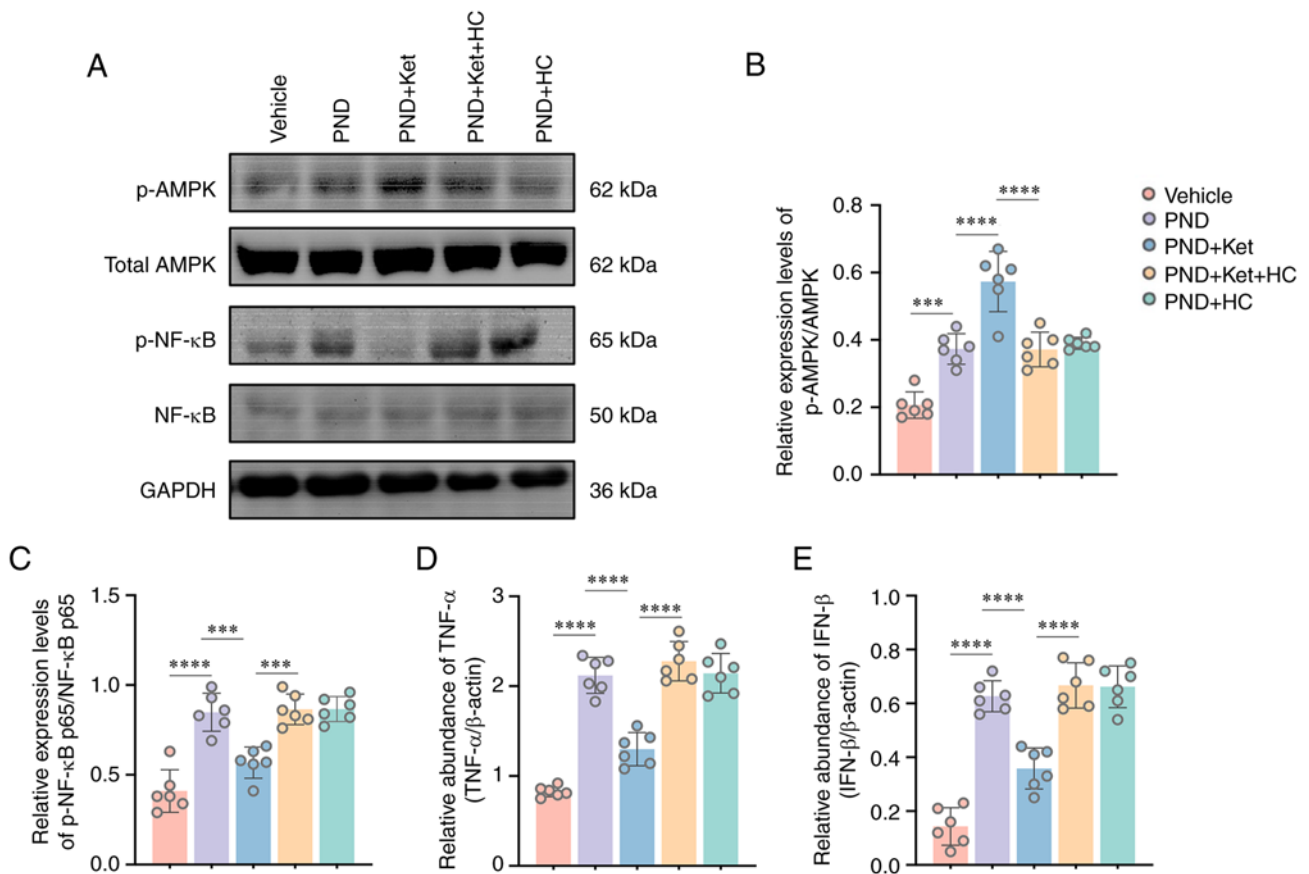 A
Vehicle
PND
PND+Ket
PND+Ket+HC
PND+HC
p-AMPK
62 kDa
Total AMPK
62 kDa
p-NF-κB
65 kDa
NF-κB
50 kDa
GAPDH
36 kDa
B
Relative expression levels of
p-AMPK/AMPK
0.8
0.6
0.4
0.2
0.0
***
****
****
Vehicle
PND
PND+Ket
PND+Ket+HC
PND+HC
C
Relative expression levels
of p-NF-κB p65/NF-κB p65
1.5
1.0
0.5
0.0
****
***
***
D
Relative abundance of TNF-α
(TNF-α/β-actin)
3
2
1
0
****
****
****
E
Relative abundance of IFN-β
(IFN-β/β-actin)
1.0
0.8
0.6
0.4
0.2
0.0
****
****
****